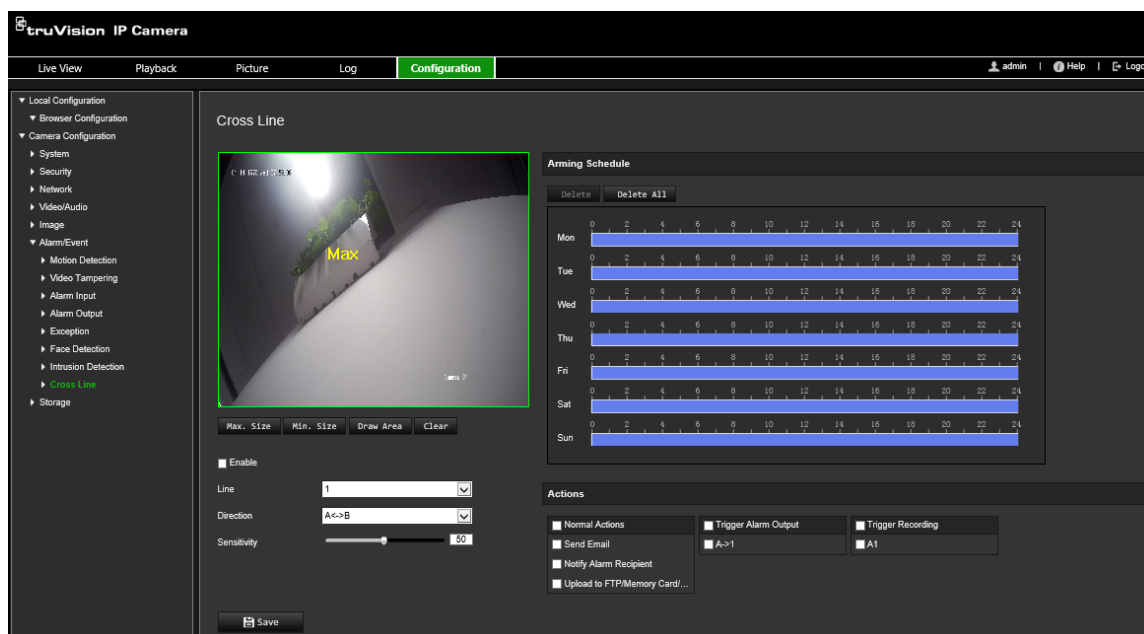 truVision IP Camera
Live View Playback Picture Log Configuration admin | Help |
Local Configuration
Browser Configuration
Camera Configuration
System
Security
Network
Video/Audio
Image
Alarm/Event
Motion Detection
Video Tampering
Alarm Input
Alarm Output
Exception
Face Detection
Intrusion Detection
Cross Line
Storage
Cross Line
Max
Max. Size Min. Size Draw Area Clear
Enable
Line 1
Direction A<->B
Sensitivity 50
Save
Arming Schedule
Delete Delete All
0 2 4 6 8 10 12 14 16 18 20 22 24
Mon
0 2 4 6 8 10 12 14 16 18 20 22 24
Tue
0 2 4 6 8 10 12 14 16 18 20 22 24
Wed
0 2 4 6 8 10 12 14 16 18 20 22 24
Thu
0 2 4 6 8 10 12 14 16 18 20 22 24
Fri
0 2 4 6 8 10 12 14 16 18 20 22 24
Sat
0 2 4 6 8 10 12 14 16 18 20 22 24
Sun
Actions
Normal Actions Trigger Alarm Output Trigger Recording
Send Email A->1 A1
Notify Alarm Recipient
Upload to FTP/Memory Card/...